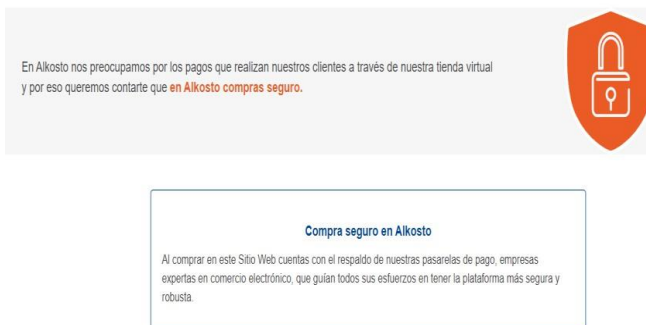 En Alkosto nos preocupamos por los pagos que realizan nuestros clientes a través de nuestra tienda virtual
y por eso queremos contarte que en Alkosto compras seguro.
Compra seguro en Alkosto
Al comprar en este Sitio Web cuentas con el respaldo de nuestras pasarelas de pago, empresas
expertas en comercio electrónico, que guían todos sus esfuerzos en tener la plataforma más segura y
robusta.